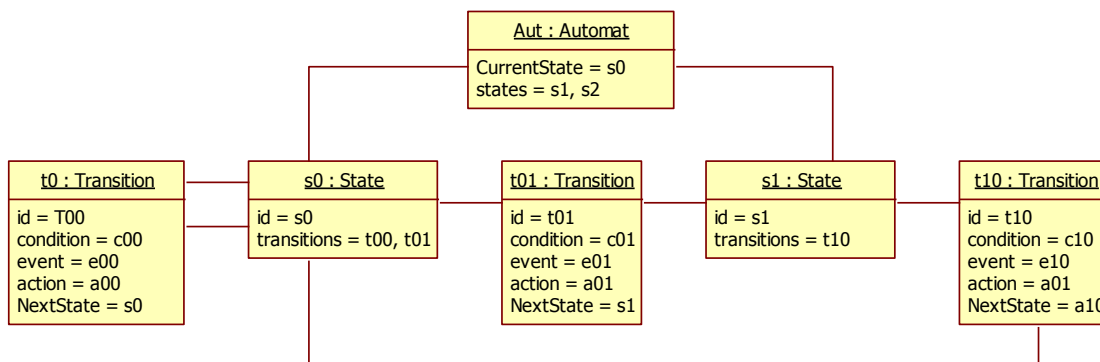 Aut : Automat
CurrentState = s0
states = s1, s2
t0 : Transition
id = T00
condition = c00
event = e00
action = a00
NextState = s0
s0 : State
id = s0
transitions = t00, t01
t01 : Transition
id = t01
condition = c01
event = e01
action = a01
NextState = s1
s1 : State
id = s1
transitions = t10
t10 : Transition
id = t10
condition = c10
event = e10
action = a01
NextState = a10